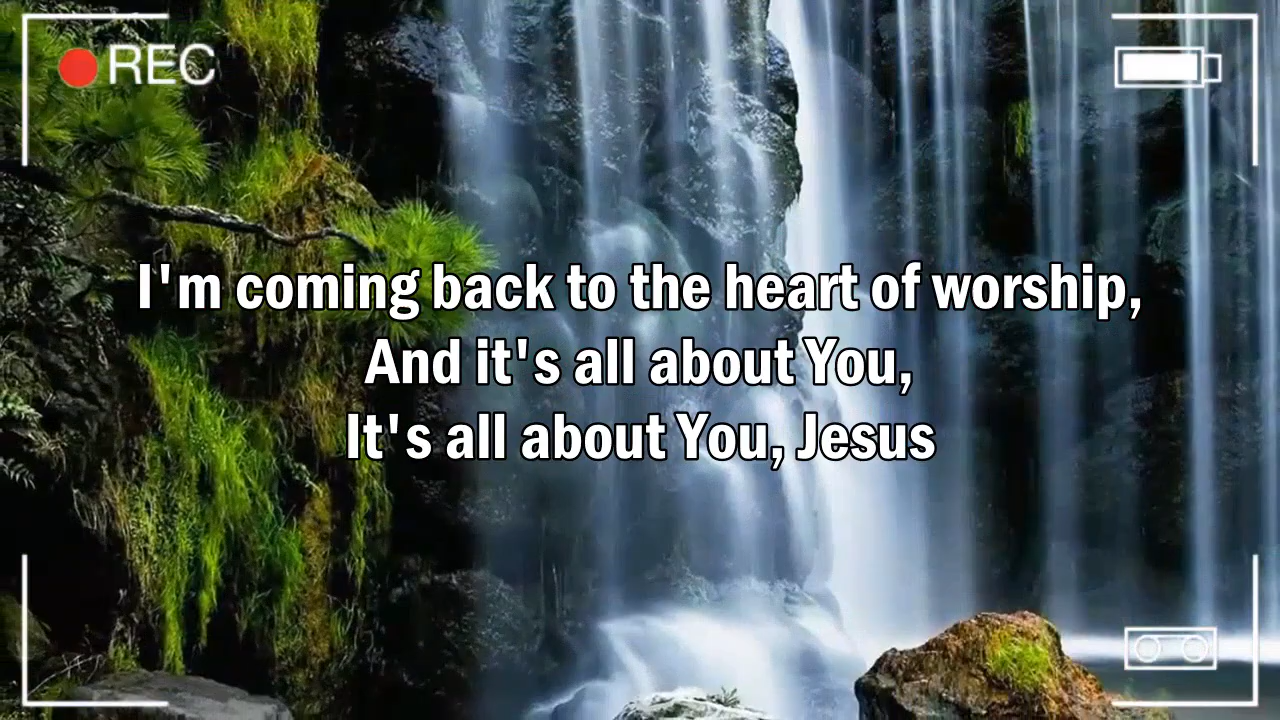 REC
I'm coming back to the heart of worship,
And it's all about You,
It's all about You, Jesus